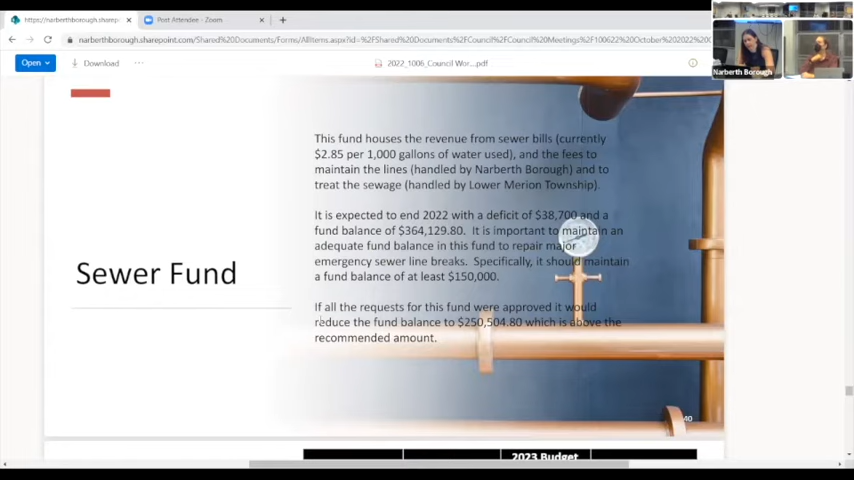 https://narberthborough.sharep
Post Attendee - Zoom
narberthborough.sharepoint.com/Shared%20Documents/Forms/AllItems.aspx?id=%2FShared%20Documents%2FCouncil%2FCouncil%20Meetings%2F100622%20October%202022%20C
Open
Download
2022_1006_Council Wor...pdf
Narberth Borough
This fund houses the revenue from sewer bills (currently
$2.85 per 1,000 gallons of water used), and the fees to
maintain the lines (handled by Narberth Borough) and to
treat the sewage (handled by Lower Merion Township).
It is expected to end 2022 with a deficit of $38,700 and a
fund balance of $364,129.80. It is important to maintain an
adequate fund balance in this fund to repair major
emergency sewer line breaks. Specifically, it should maintain
a fund balance of at least $150,000.
Sewer Fund
If all the requests for this fund were approved it would
reduce the fund balance to $250,504.80 which is above the
recommended amount.
40
2023 Budget